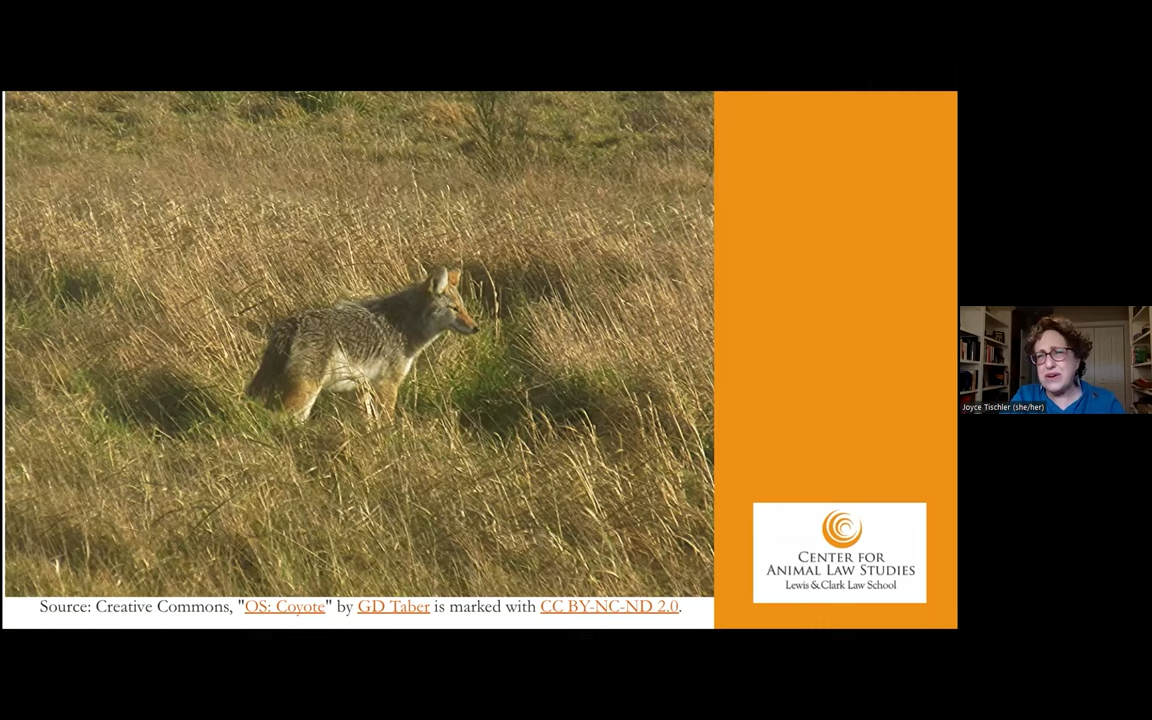 Source: Creative Commons, "OS: Coyote" by GD Taber is marked with CC BY-NC-ND 2.0.
CENTER FOR
ANIMAL LAW STUDIES
Lewis & Clark Law School
Joyce Tischler (she/her)